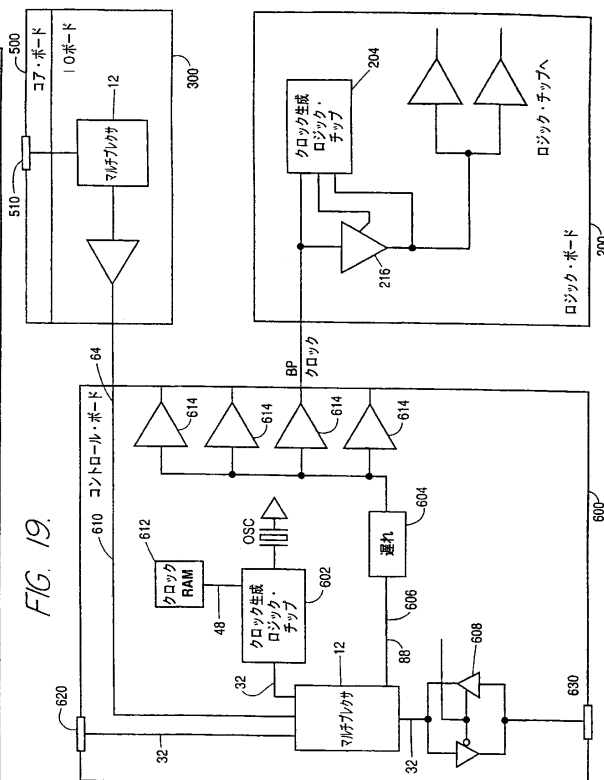 FIG. 19.
620
610
コントロール・ボード
64
612
クロック
RAM
OSC
48
クロック生成
ロジック・
チップ
602
32
32
12
マルチプレクサ
32
88
606
遅れ
604
608
630
600
614
614
614
614
BP
クロック
510
コア・ボード
500
IOボード
12
マルチプレクサ
300
クロック生成
ロジック・
チップ
204
216
ロジック・チップへ
ロジック・ボード
200